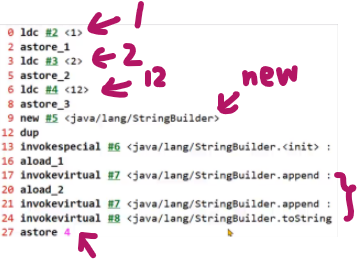 0 ldc #2 <1> 1
2 astore_1
3 ldc #3 <2> 2
5 astore_2
6 ldc #4 <12> 12
8 astore_3 new
9 new #5 <java/lang/StringBuilder>
12 dup
13 invokespecial #6 <java/lang/StringBuilder.<init> :
16 aload_1
17 invokevirtual #7 <java/lang/StringBuilder.append :
20 aload_2
21 invokevirtual #7 <java/lang/StringBuilder.append :
24 invokevirtual #8 <java/lang/StringBuilder.toString
27 astore 4